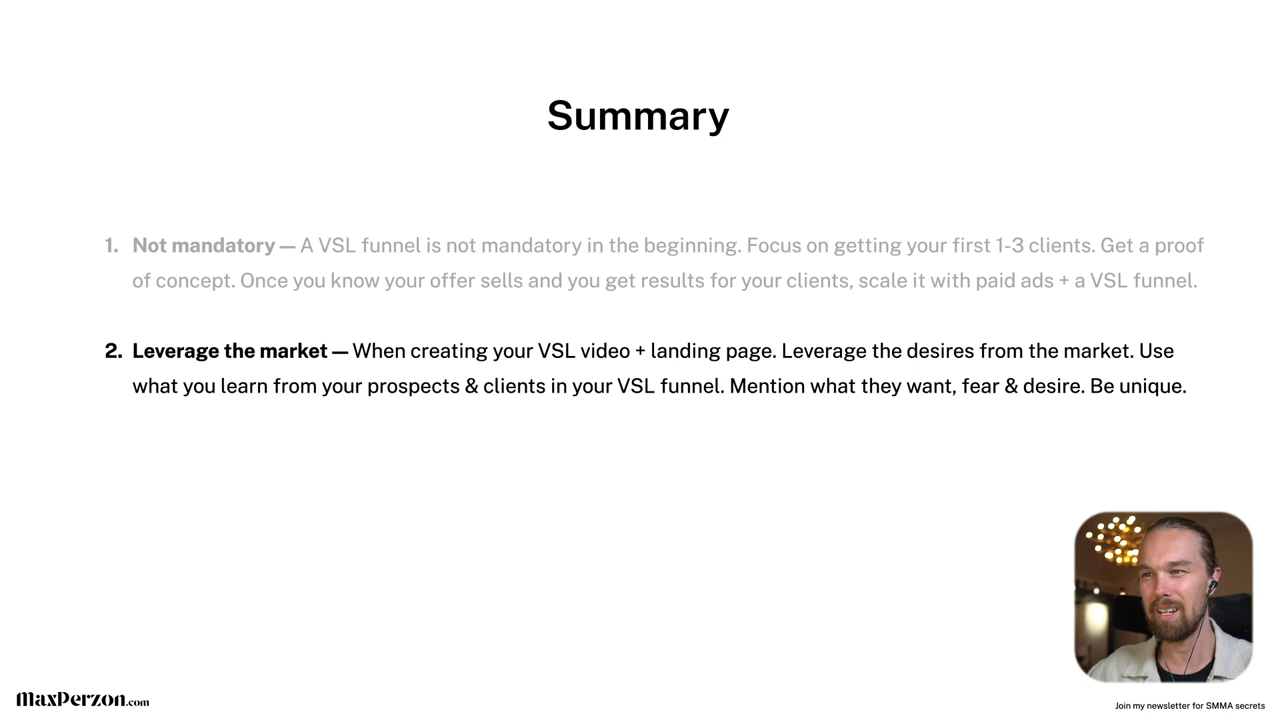 Summary
1. Not mandatory — A VSL funnel is not mandatory in the beginning. Focus on getting your first 1-3 clients. Get a proof
of concept. Once you know your offer sells and you get results for your clients, scale it with paid ads + a VSL funnel.
2. Leverage the market — When creating your VSL video + landing page. Leverage the desires from the market. Use
what you learn from your prospects & clients in your VSL funnel. Mention what they want, fear & desire. Be unique.
MaxPerzon.com
Join my newsletter for SMMA secrets